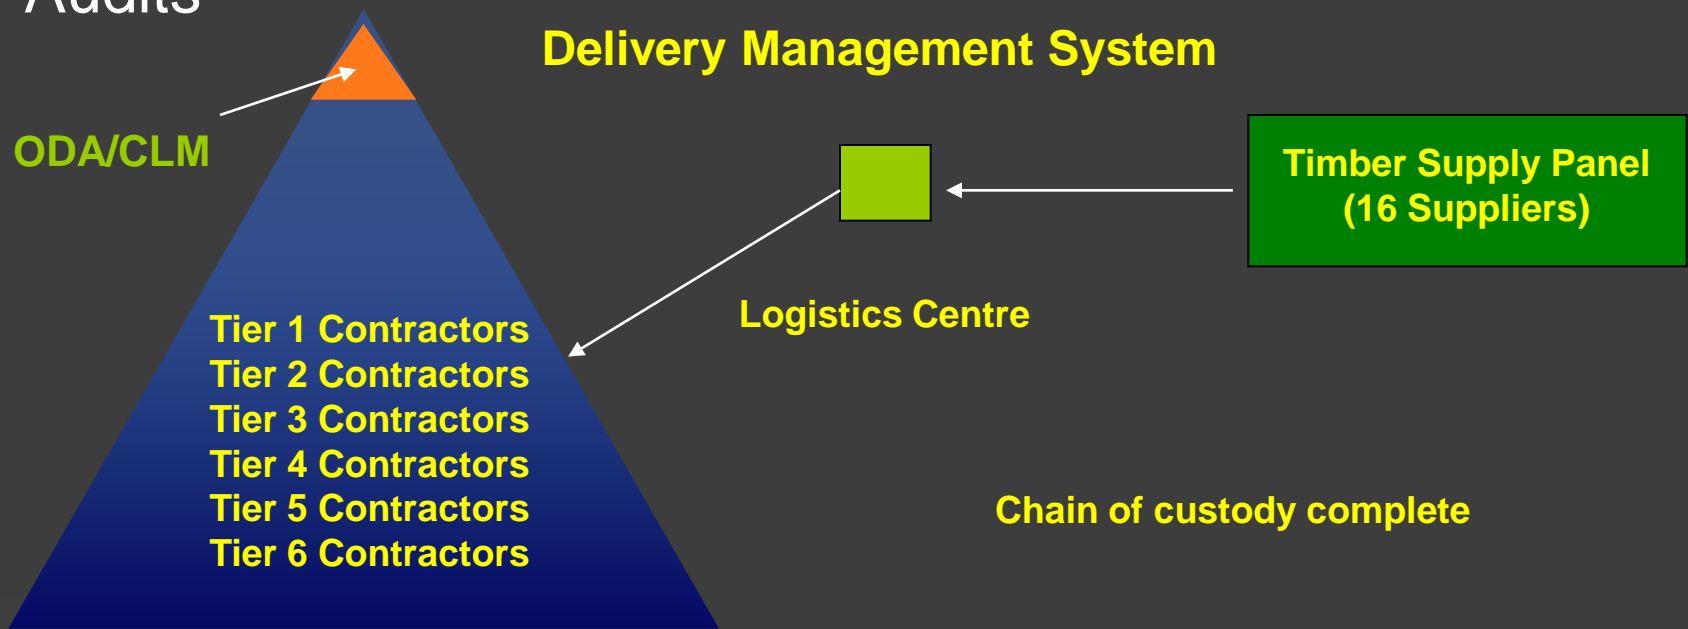 Audits
Delivery Management System
ODA/CLM
Timber Supply Panel
(16 Suppliers)
Logistics Centre
Tier 1 Contractors
Tier 2 Contractors
Tier 3 Contractors
Tier 4 Contractors
Tier 5 Contractors
Tier 6 Contractors
Chain of custody complete